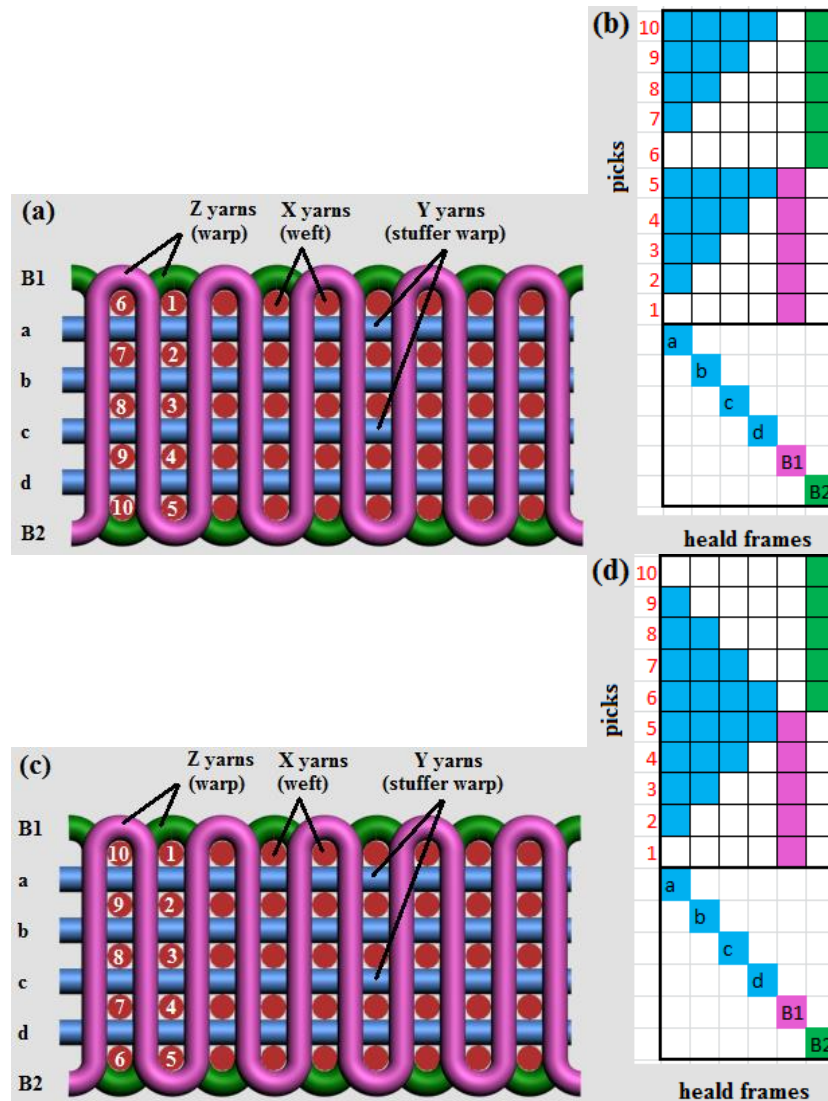 (a)
Z yarns
(warp)
X yarns
(weft)
Y yarns
(stuffer warp)
B1
a
b
c
d
B2
6 1
7 2
8 3
9 4
10 5
(b)
picks
10
9
8
7
6
5
4
3
2
1
a
b
c
d
B1
B2
heald frames
(c)
Z yarns
(warp)
X yarns
(weft)
Y yarns
(stuffer warp)
B1
a
b
c
d
B2
10 1
9 2
8 3
7 4
6 5
(d)
picks
10
9
8
7
6
5
4
3
2
1
a
b
c
d
B1
B2
heald frames